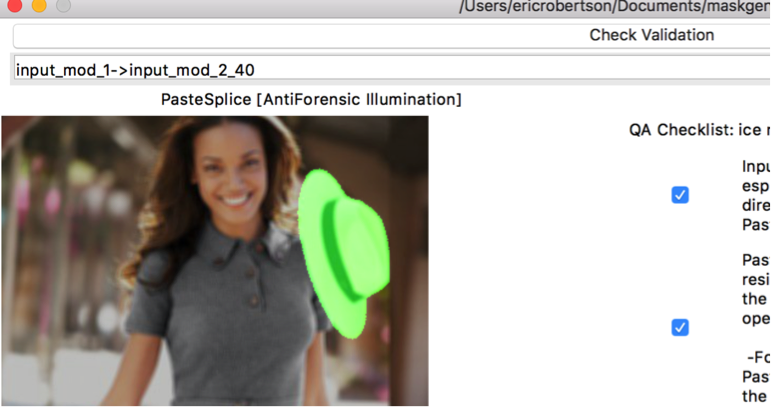 /Users/ericrobertson/Documents/maskgen
Check Validation
input_mod_1->input_mod_2_40
PasteSplice [AntiForensic Illumination]
QA Checklist: ice
Inpu
esp
dire
Pas
Pas
resi
the
ope
-Fo
Pas
the